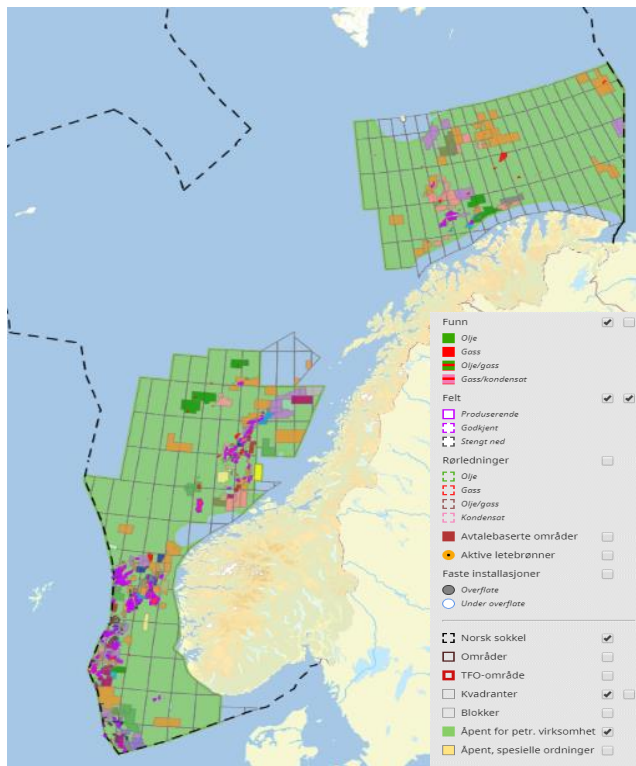 Funn
Olje
Gass
Olje/gass
Gass/kondensat
Felt
Produserende
Godkjent
Stengt ned
Rørledninger
Olje
Gass
Olje/gass
Kondensat
Avtalebaserte områder
Aktive letebrønner
Faste installasjoner
Overflate
Under overflate
Norsk sokkel
Områder
TFO-område
Kvadranter
Blokker
Åpent for petr. virksomhet
Åpent, spesielle ordninger